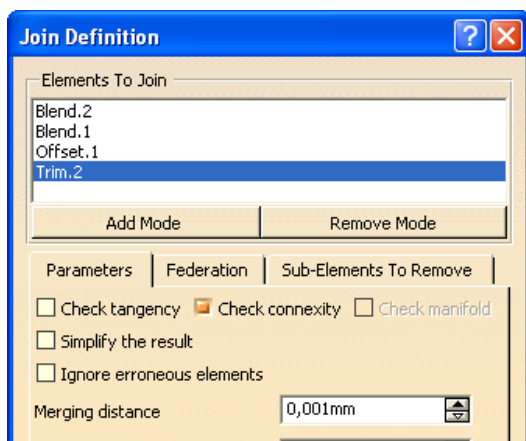 Join Definition
Elements To Join
Blend.2
Blend.1
Offset.1
Trim.2
Add Mode Remove Mode
Parameters Federation Sub-Elements To Remove
Check tangency Check connexity Check manifold
Simplify the result
Ignore erroneous elements
Merging distance 0,001mm